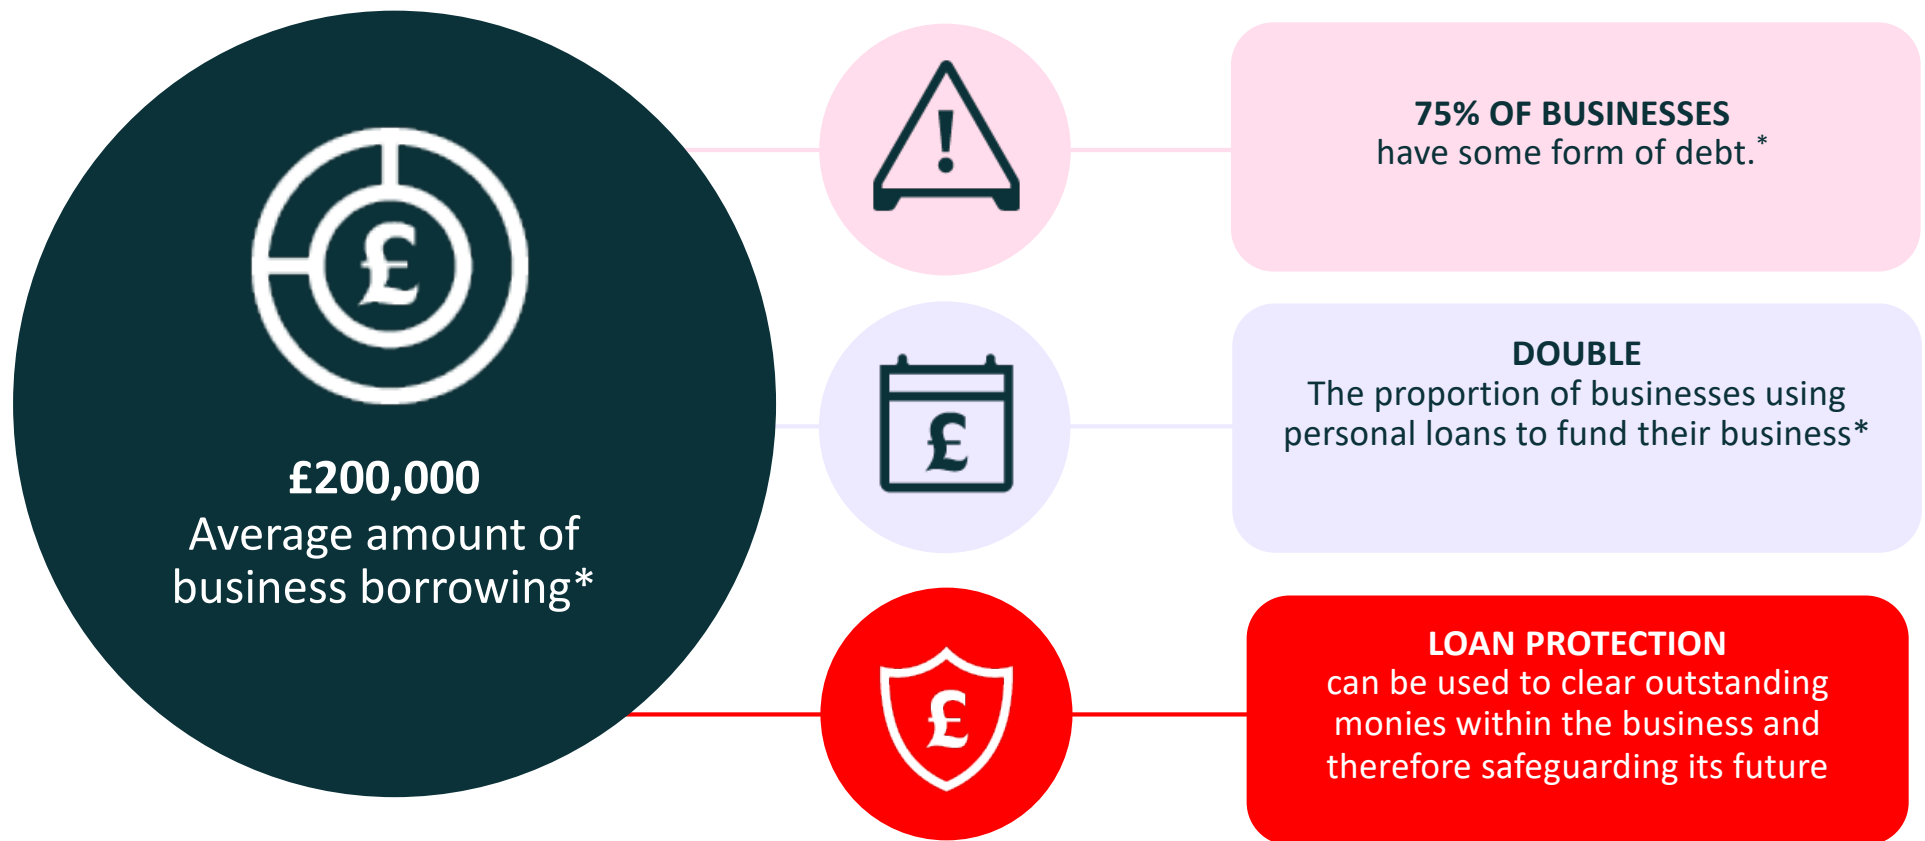 £
£200,000
Average amount of
business borrowing*
!
75% OF BUSINESSES
have some form of debt.*
£
DOUBLE
The proportion of businesses using
personal loans to fund their business*
£
LOAN PROTECTION
can be used to clear outstanding
monies within the business and
therefore safeguarding its future